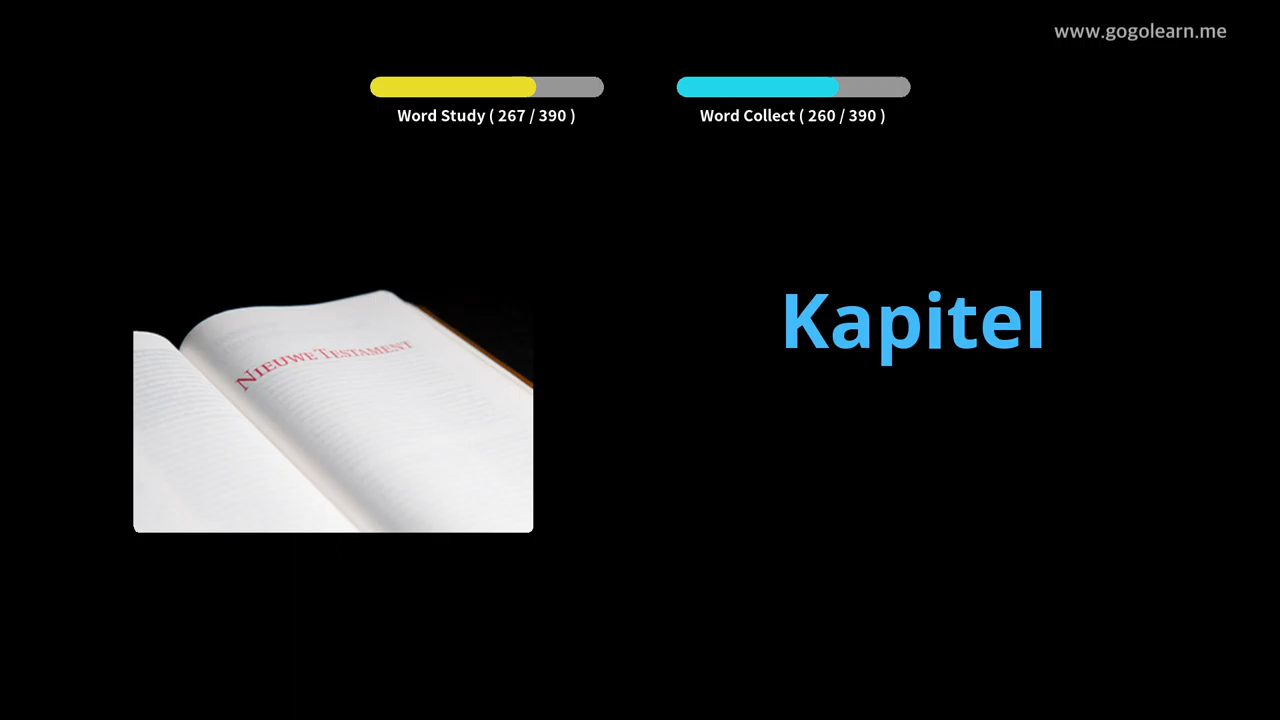 www.gogolearn.me
Word Study ( 267 / 390 )
Word Collect ( 260 / 390 )
Kapitel
NIEUWE TESTAMENT